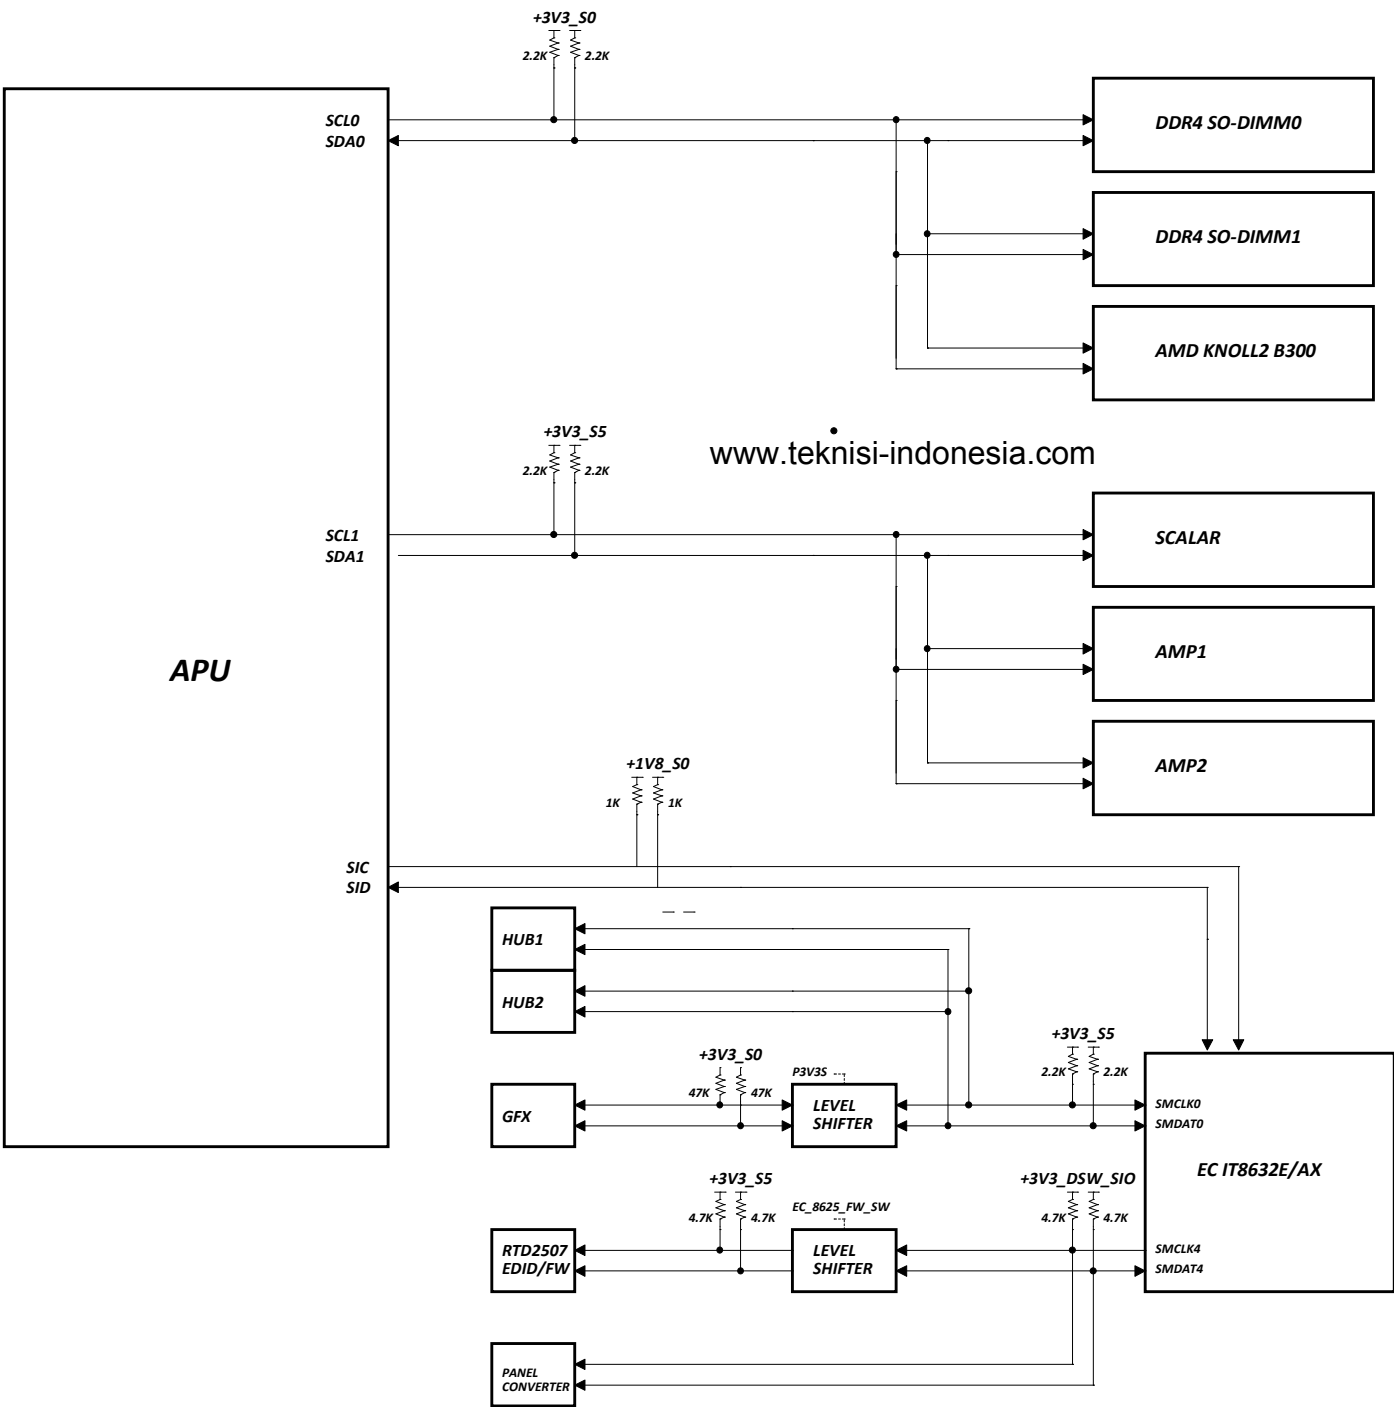 +3V3_S0
2.2K 2.2K
SCL0
SDA0
DDR4 SO-DIMM0
DDR4 SO-DIMM1
AMD KNOLL2 B300
www.teknisi-indonesia.com
+3V3_S5
2.2K 2.2K
SCL1
SDA1
SCALAR
AMP1
AMP2
APU
+1V8_S0
1K 1K
SIC
SID
HUB1
HUB2
+3V3_S5
2.2K 2.2K
+3V3_S0
47K 47K
P3V3S
GFX
LEVEL
SHIFTER
SMCLK0
SMDAT0
EC IT8632E/AX
+3V3_S5
4.7K 4.7K
EC_8625_FW_SW
+3V3_DSW_SIO
4.7K 4.7K
RTD2507
EDID/FW
LEVEL
SHIFTER
SMCLK4
SMDAT4
PANEL
CONVERTER